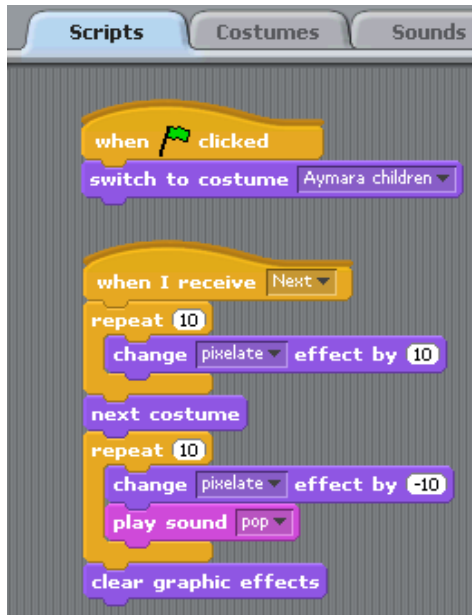 Scripts Costumes Sounds
when clicked
switch to costume Aymara children
when I receive Next
repeat 10
change pixelate effect by 10
next costume
repeat 10
change pixelate effect by -10
play sound pop
clear graphic effects